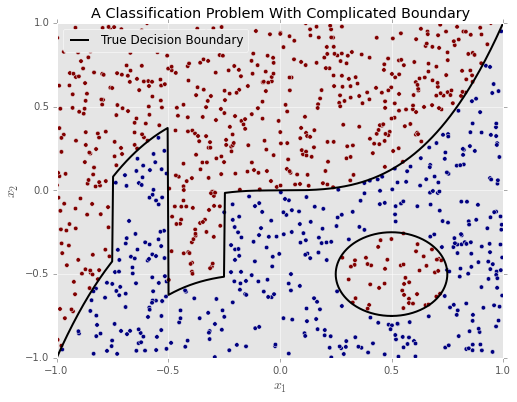 A Classification Problem With Complicated Boundary
True Decision Boundary
1.0
0.5
0.0
−0.5
−1.0
x2
−1.0 −0.5 0.0 0.5 1.0
x1